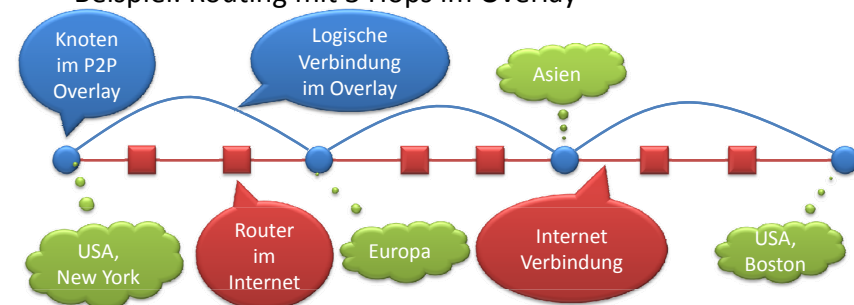 Beispiel: Routing mit 3 Hops im Overlay
Knoten
im P2P
Overlay
Logische
Verbindung
im Overlay
Asien
USA,
New York
Router
im
Internet
Europa
Internet
Verbindung
USA,
Boston